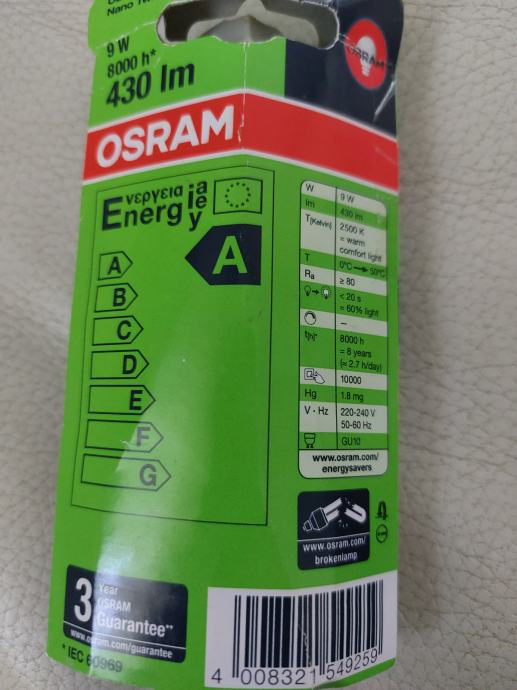 Nano Tw
9 W
8000 h*
430 lm
OSRAM
OSRAM
Ενεργεια
Energ ia
ie
y
A
A
B
C
D
E
F
G
W 9 W
lm 430 lm
T[Kelvin] 2500 K
= warm
comfort light
T 0°C → 50°C
Ra ≥ 80
< 20 s
= 60% light
–
t[h]* 8000 h
= 8 years
(≈ 2.7 h/day)
10000
Hg 1.8 mg
V · Hz 220-240 V
50-60 Hz
GU10
www.osram.com/
energysavers
www.osram.com/
brokenlamp
3 Year
OSRAM
Guarantee**
www.osram.com/guarantee
* IEC 60969
4 008321 549259